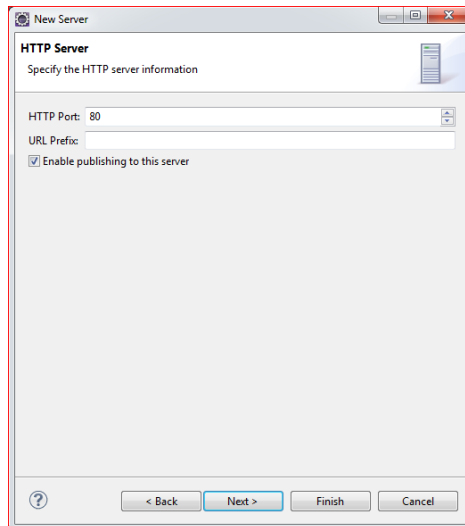 New Server
HTTP Server
Specify the HTTP server information
HTTP Port: 80
URL Prefix:
Enable publishing to this server
? < Back Next > Finish Cancel